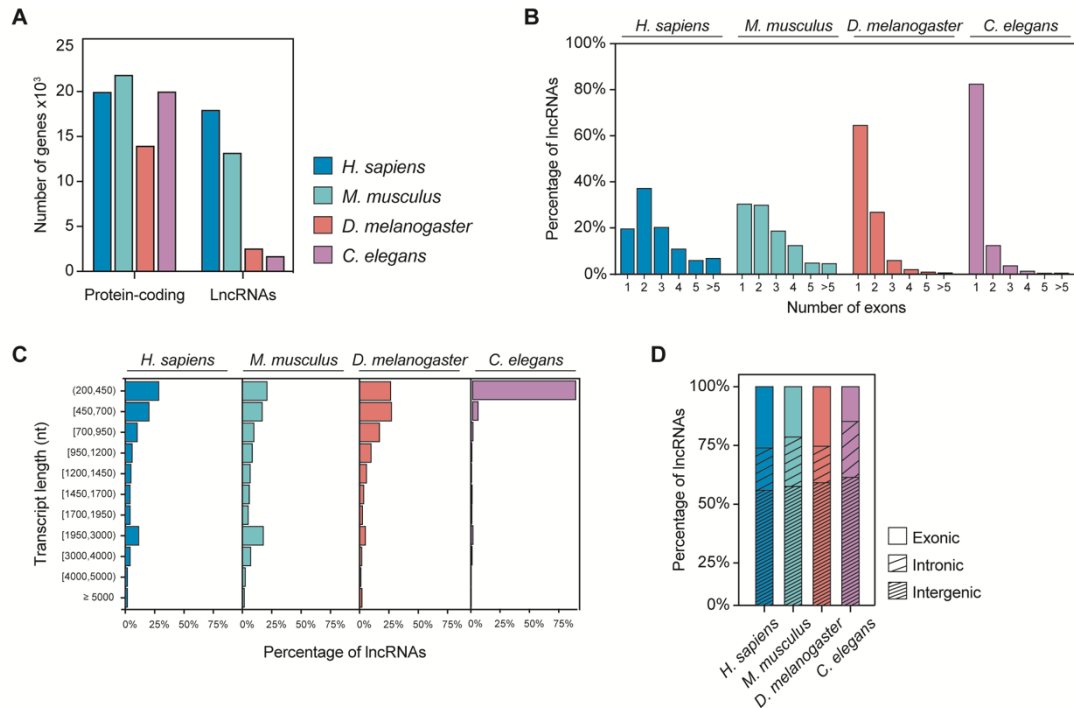 A
25
20
15
10
5
0
Number of genes x10³
Protein-coding
LncRNAs
H. sapiens
M. musculus
D. melanogaster
C. elegans
B
H. sapiens M. musculus D. melanogaster C. elegans
100%
80%
60%
40%
20%
0%
Percentage of lncRNAs
1 2 3 4 5 >5 1 2 3 4 5 >5 1 2 3 4 5 >5 1 2 3 4 5 >5
Number of exons
C
H. sapiens M. musculus D. melanogaster C. elegans
Transcript length (nt)
(200,450)
[450,700)
[700,950)
[950,1200)
[1200,1450)
[1450,1700)
[1700,1950)
[1950,3000)
[3000,4000)
[4000,5000)
≥ 5000
0% 25% 50% 75% 0% 25% 50% 75% 0% 25% 50% 75% 0% 25% 50% 75%
Percentage of lncRNAs
D
100%
75%
50%
25%
0%
Percentage of lncRNAs
H. sapiens
M. musculus
D. melanogaster
C. elegans
Exonic
Intronic
Intergenic